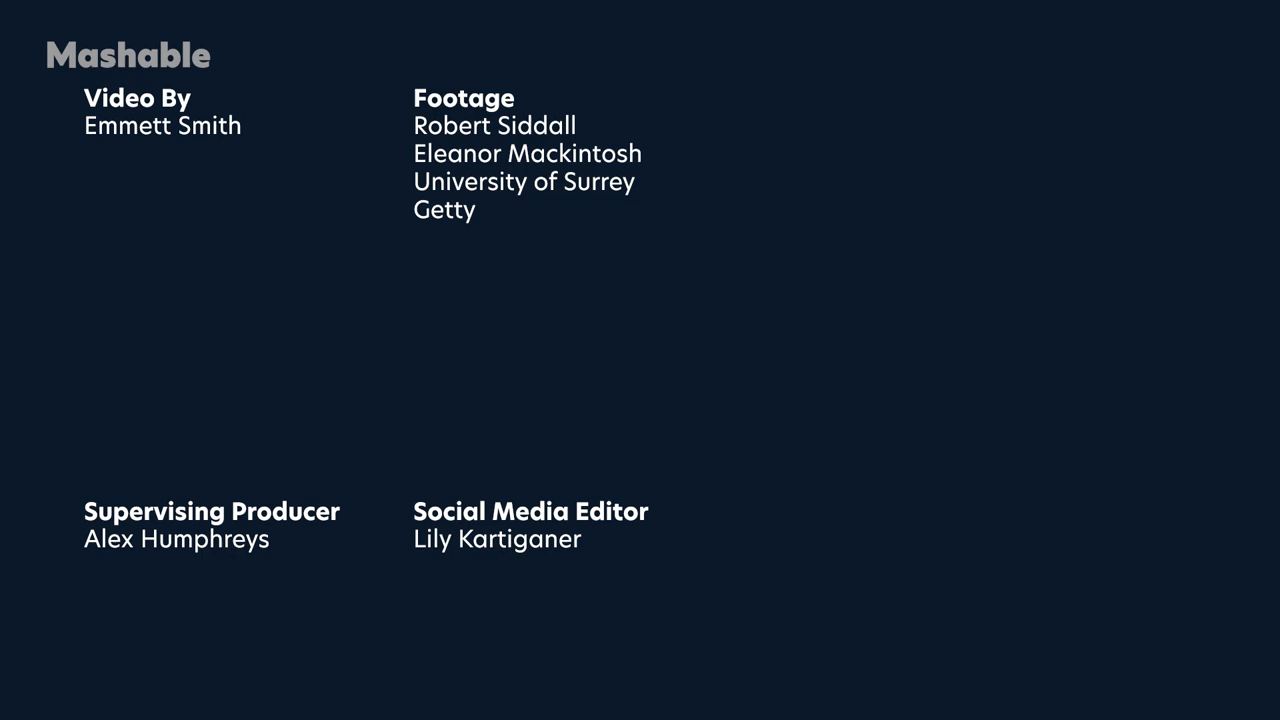 Mashable
Video By
Emmett Smith
Footage
Robert Siddall
Eleanor Mackintosh
University of Surrey
Getty
Supervising Producer
Alex Humphreys
Social Media Editor
Lily Kartiganer